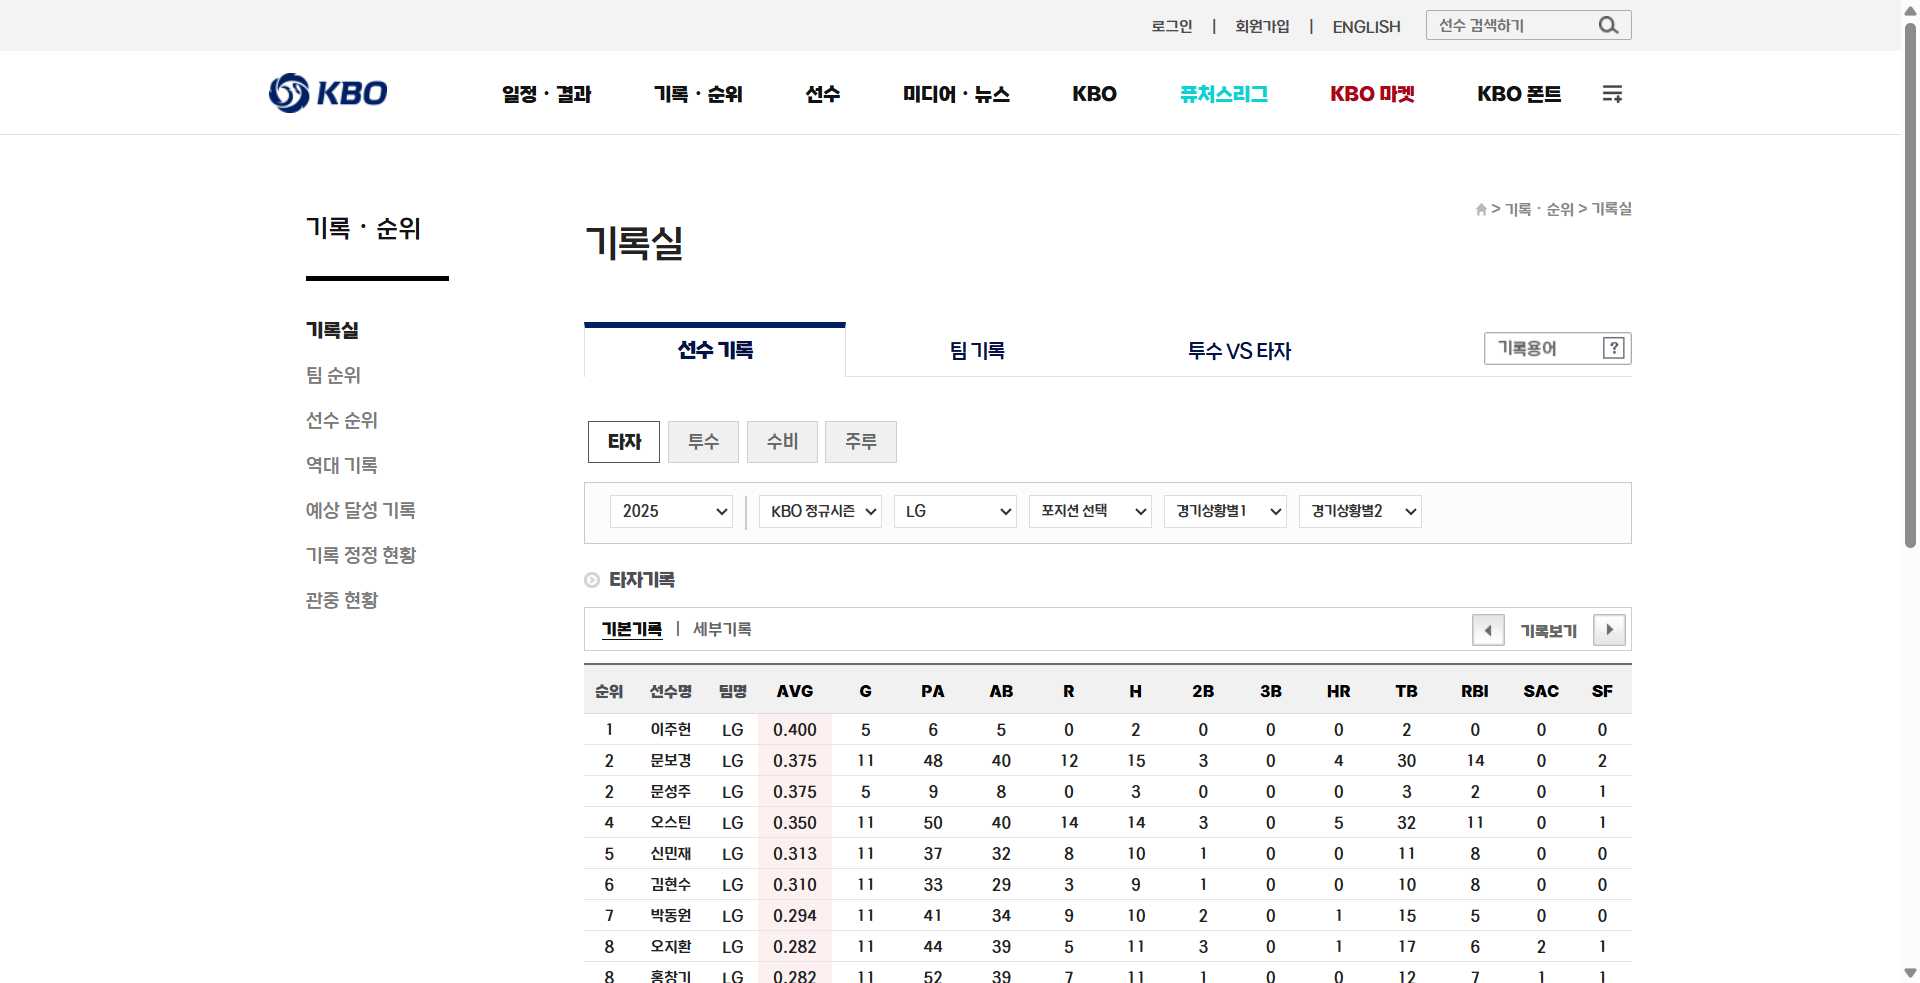 로그인 | 회원가입 | ENGLISH 선수 검색하기
KBO 일정 · 결과 기록 · 순위 선수 미디어 · 뉴스 KBO 퓨처스리그 KBO 마켓 KBO 폰트
> 기록 · 순위 > 기록실
기록 · 순위
기록실
팀 순위
선수 순위
역대 기록
예상 달성 기록
기록 정정 현황
관중 현황
기록실
선수 기록 팀 기록 투수 VS 타자 기록용어 ?
타자 투수 수비 주루
2025 KBO 정규시즌 LG 포지션 선택 경기상황별1 경기상황별2
타자기록
기본기록 | 세부기록 기록보기
순위 선수명 팀명 AVG G PA AB R H 2B 3B HR TB RBI SAC SF
1 이주헌 LG 0.400 5 6 5 0 2 0 0 0 2 0 0 0
2 문보경 LG 0.375 11 48 40 12 15 3 0 4 30 14 0 2
2 문성주 LG 0.375 5 9 8 0 3 0 0 0 3 2 0 1
4 오스틴 LG 0.350 11 50 40 14 14 3 0 5 32 11 0 1
5 신민재 LG 0.313 11 37 32 8 10 1 0 0 11 8 0 0
6 김현수 LG 0.310 11 33 29 3 9 1 0 0 10 8 0 0
7 박동원 LG 0.294 11 41 34 9 10 2 0 1 15 5 0 0
8 오지환 LG 0.282 11 44 39 5 11 3 0 1 17 6 2 1
8 홍창기 LG 0.282 11 52 39 7 11 1 0 0 12 7 1 1